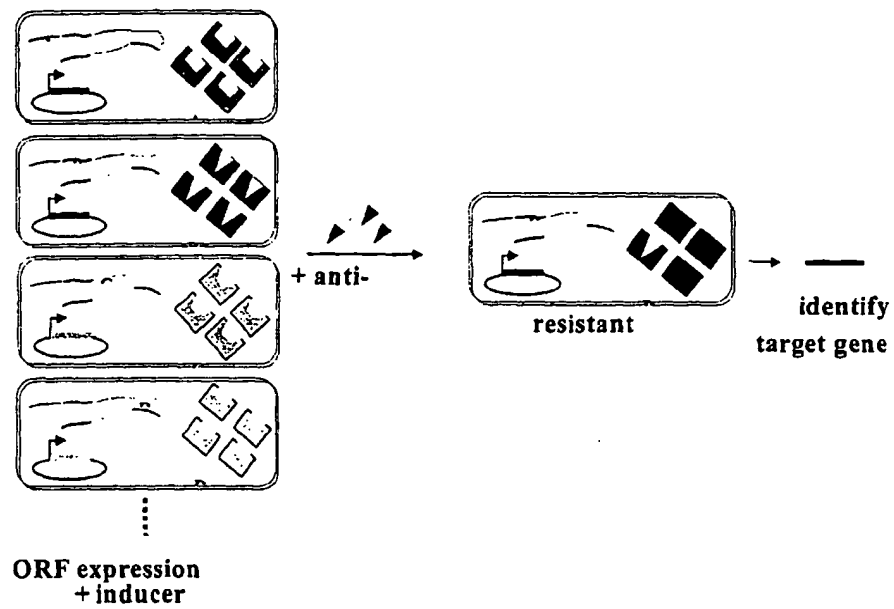 + anti-
resistant
identify
target gene
ORF expression
+ inducer